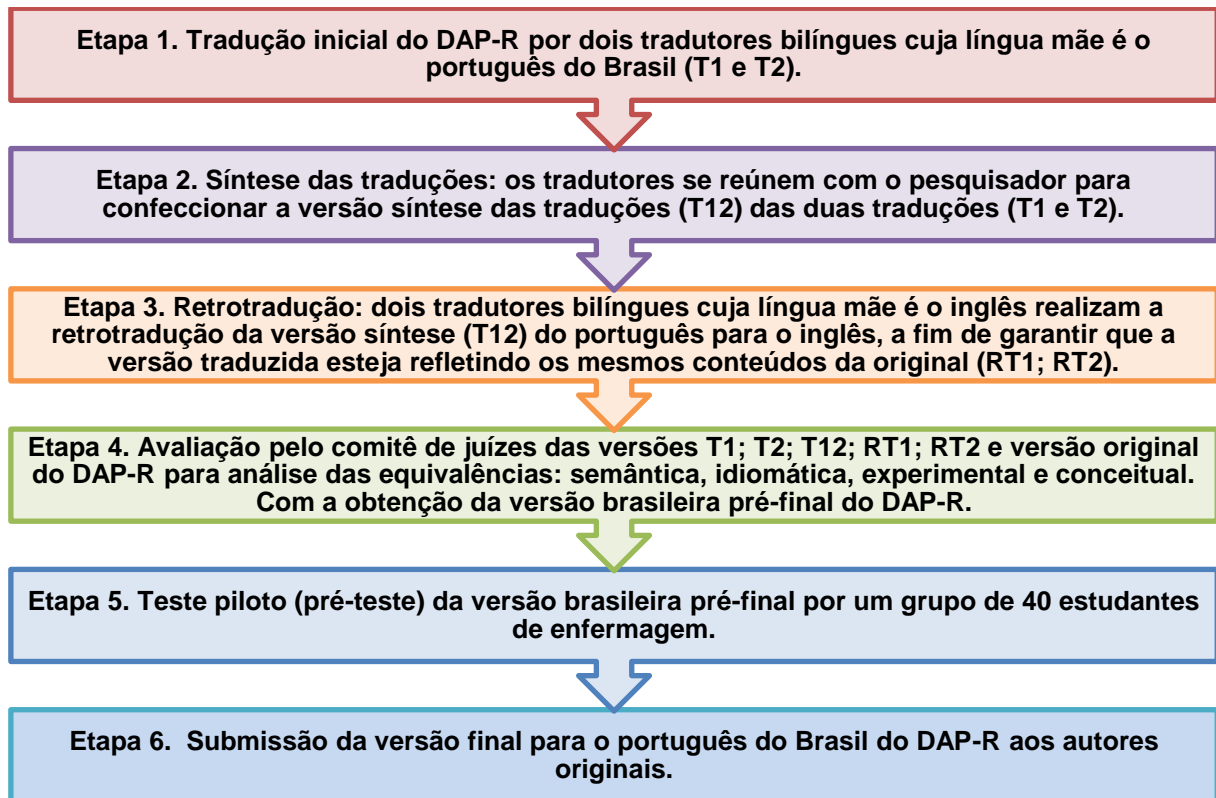 Etapa 1. Tradução inicial do DAP-R por dois tradutores bilíngues cuja língua mãe é o
português do Brasil (T1 e T2).
Etapa 2. Síntese das traduções: os tradutores se reúnem com o pesquisador para
confeccionar a versão síntese das traduções (T12) das duas traduções (T1 e T2).
Etapa 3. Retrotradução: dois tradutores bilíngues cuja língua mãe é o inglês realizam a
retrotradução da versão síntese (T12) do português para o inglês, a fim de garantir que a
versão traduzida esteja refletindo os mesmos conteúdos da original (RT1; RT2).
Etapa 4. Avaliação pelo comitê de juízes das versões T1; T2; T12; RT1; RT2 e versão original
do DAP-R para análise das equivalências: semântica, idiomática, experimental e conceitual.
Com a obtenção da versão brasileira pré-final do DAP-R.
Etapa 5. Teste piloto (pré-teste) da versão brasileira pré-final por um grupo de 40 estudantes
de enfermagem.
Etapa 6. Submissão da versão final para o português do Brasil do DAP-R aos autores
originais.